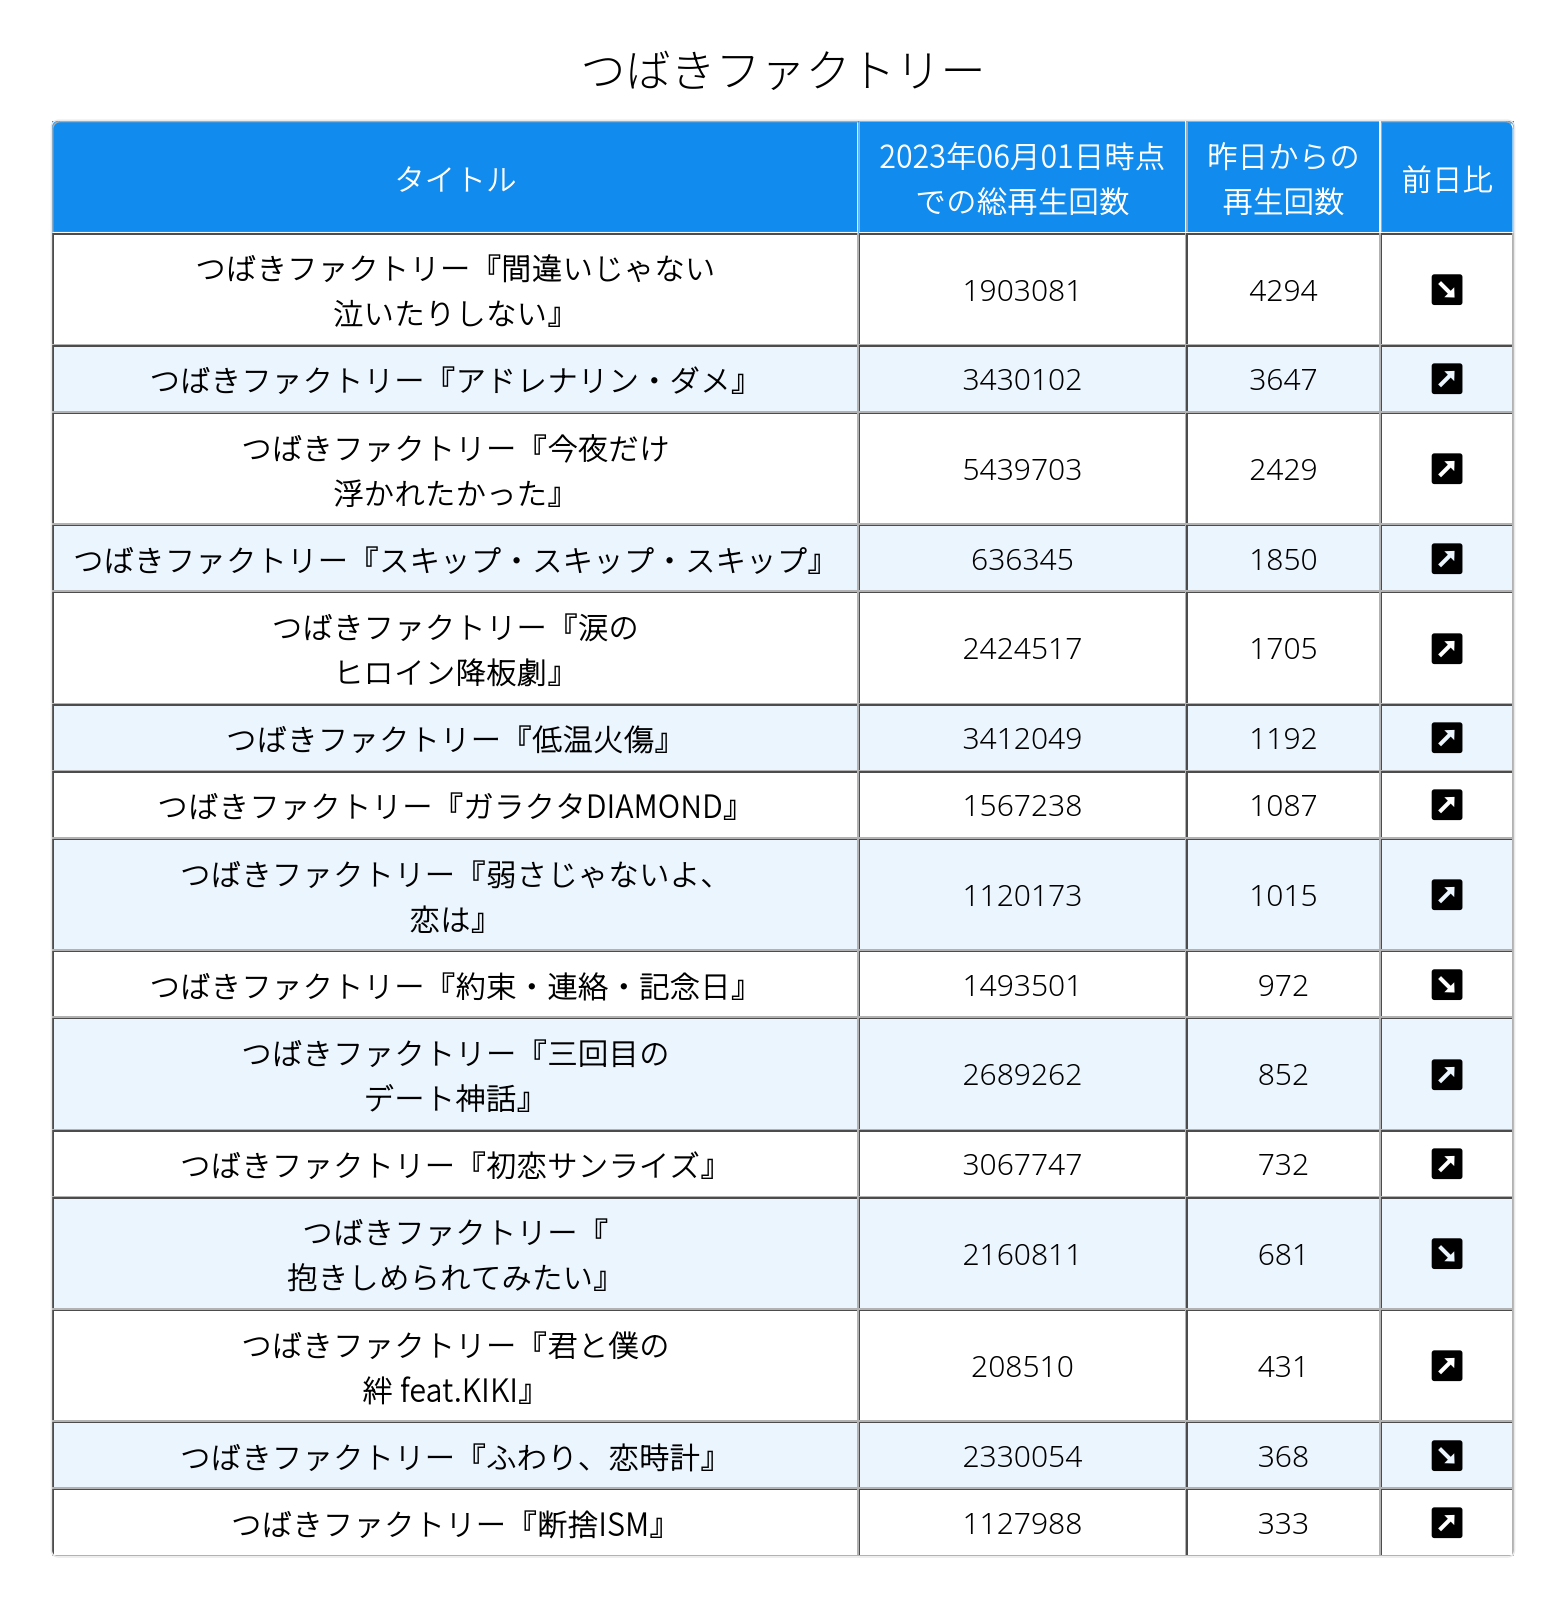 つばきファクトリー
タイトル
2023年06月01日時点
での総再生回数
昨日からの
再生回数
前日比
つばきファクトリー『間違いじゃない
泣いたりしない』
1903081
4294
つばきファクトリー『アドレナリン・ダメ』
3430102
3647
つばきファクトリー『今夜だけ
浮かれたかった』
5439703
2429
つばきファクトリー『スキップ・スキップ・スキップ』
636345
1850
つばきファクトリー『涙の
ヒロイン降板劇』
2424517
1705
つばきファクトリー『低温火傷』
3412049
1192
つばきファクトリー『ガラクタDIAMOND』
1567238
1087
つばきファクトリー『弱さじゃないよ、
恋は』
1120173
1015
つばきファクトリー『約束・連絡・記念日』
1493501
972
つばきファクトリー『三回目の
デート神話』
2689262
852
つばきファクトリー『初恋サンライズ』
3067747
732
つばきファクトリー『
抱きしめられてみたい』
2160811
681
つばきファクトリー『君と僕の
絆 feat.KIKI』
208510
431
つばきファクトリー『ふわり、恋時計』
2330054
368
つばきファクトリー『断捨ISM』
1127988
333